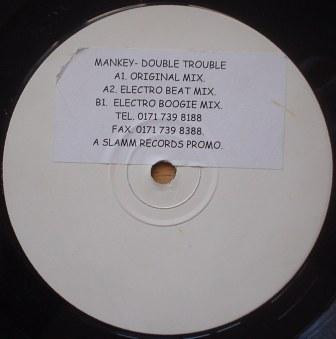 MANKEY- DOUBLE TROUBLE
A1. ORIGINAL MIX.
A2. ELECTRO BEAT MIX.
B1. ELECTRO BOOGIE MIX.
TEL. 0171 739 8188
FAX. 0171 739 8388.
A SLAMM RECORDS PROMO.